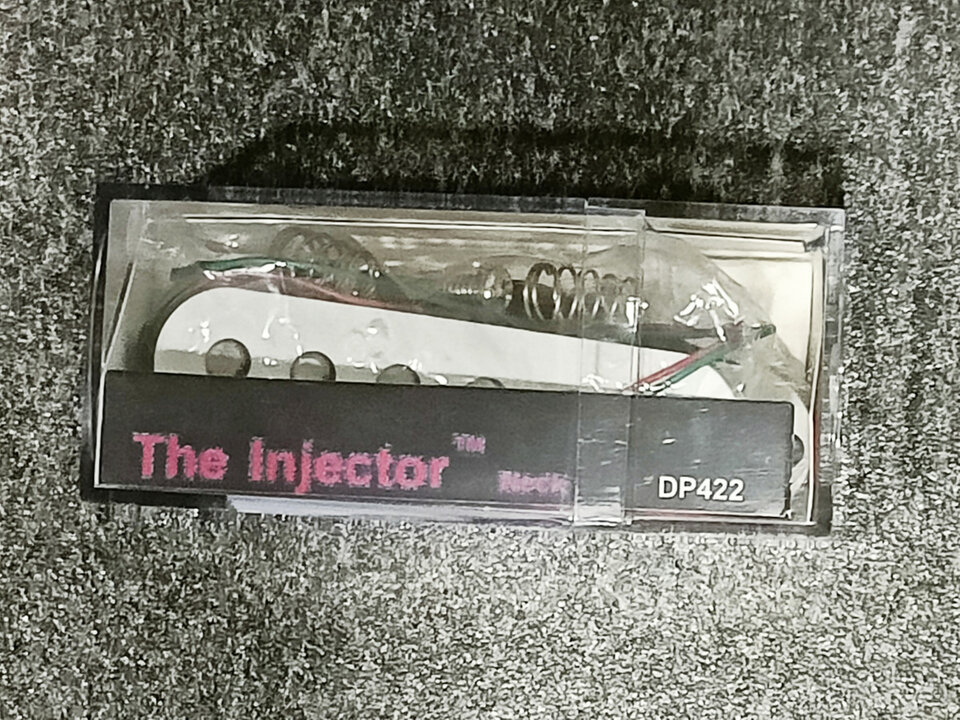 The Injector™ Neck
DP422